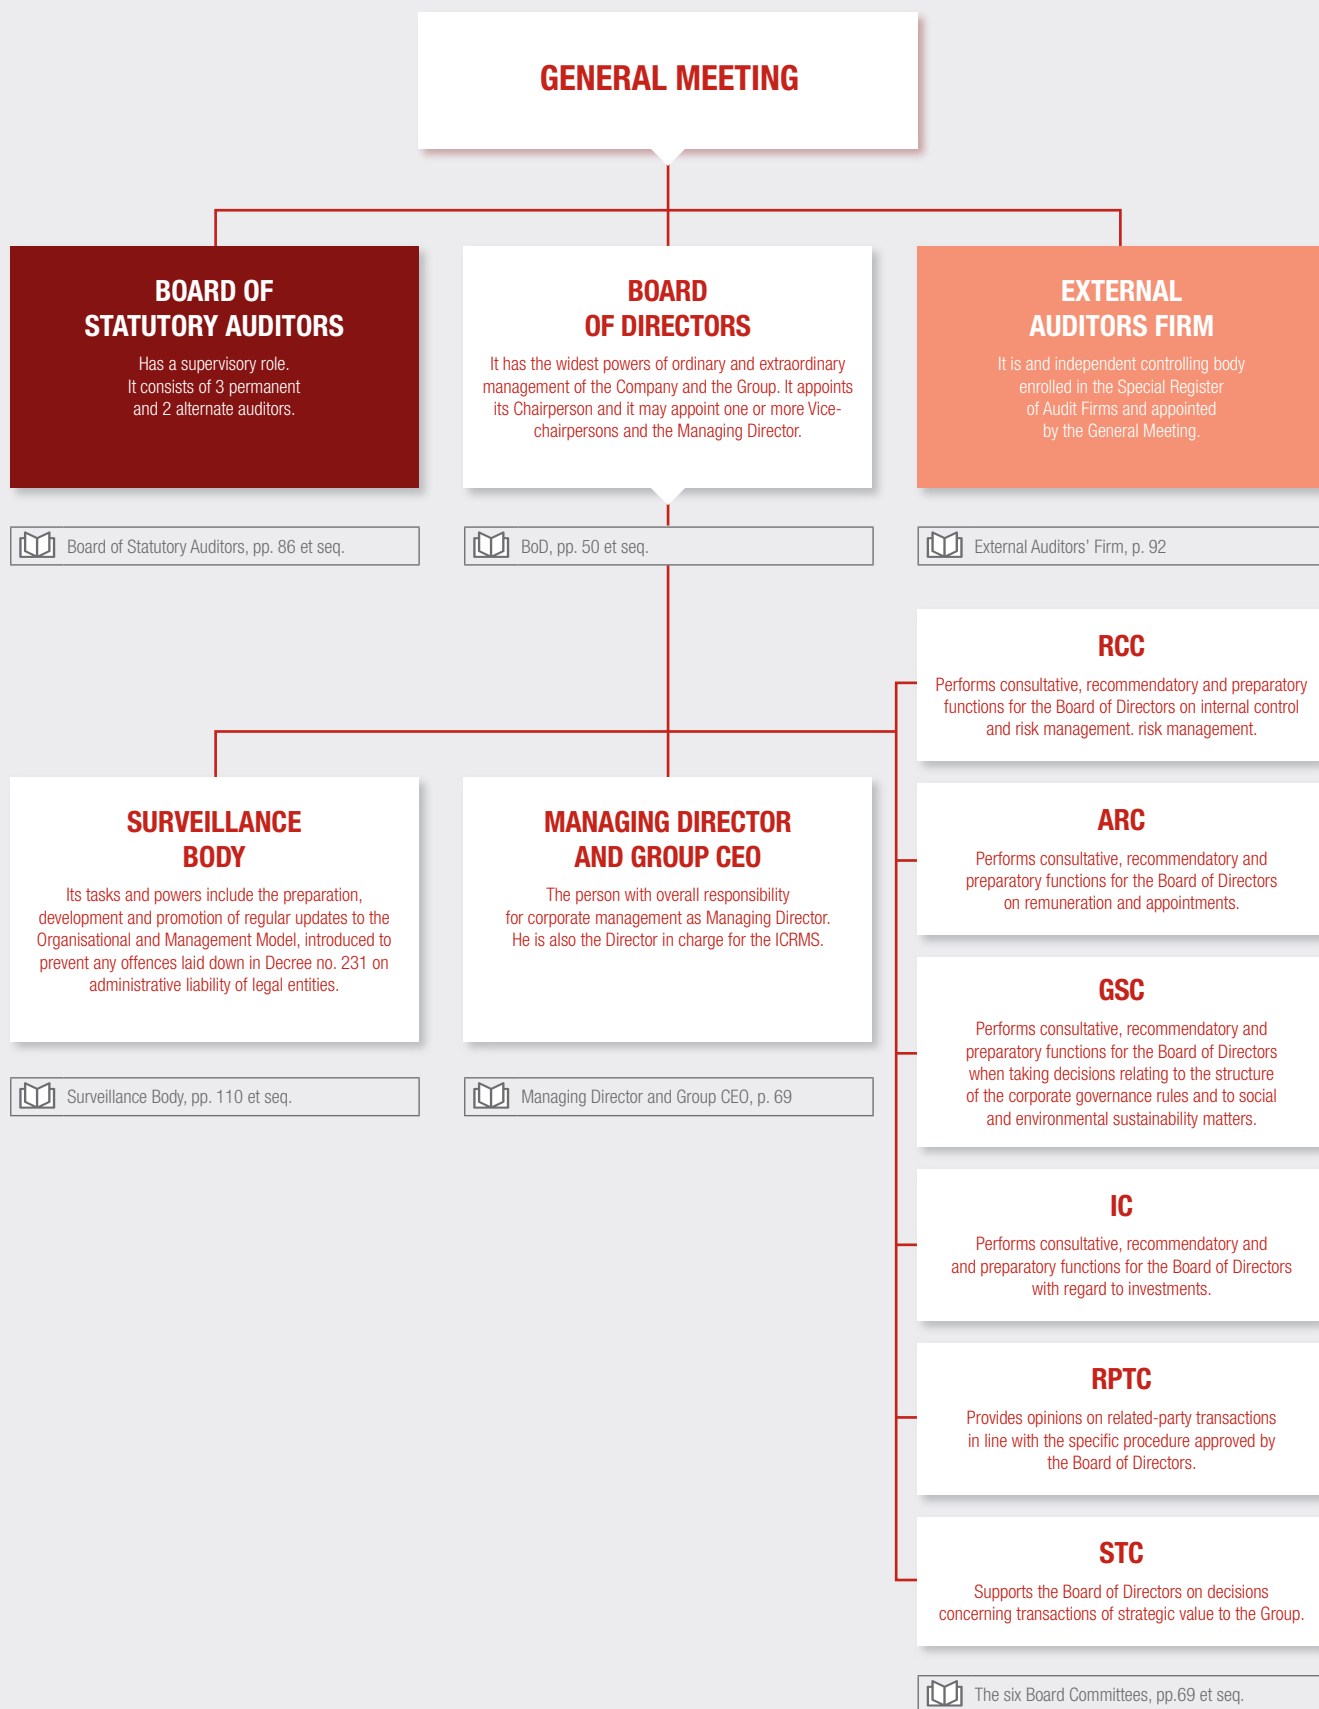 GENERAL MEETING
BOARD OF
STATUTORY AUDITORS
Has a supervisory role.
It consists of 3 permanent
and 2 alternate auditors.
BOARD
OF DIRECTORS
It has the widest powers of ordinary and extraordinary
management of the Company and the Group. It appoints
its Chairperson and it may appoint one or more Vice-
chairpersons and the Managing Director.
EXTERNAL
AUDITORS FIRM
It is and independent controlling body
enrolled in the Special Register
of Audit Firms and appointed
by the General Meeting.
Board of Statutory Auditors, pp. 86 et seq.
BoD, pp. 50 et seq.
External Auditors' Firm, p. 92
SURVEILLANCE
BODY
Its tasks and powers include the preparation,
development and promotion of regular updates to the
Organisational and Management Model, introduced to
prevent any offences laid down in Decree no. 231 on
administrative liability of legal entities.
Surveillance Body, pp. 110 et seq.
MANAGING DIRECTOR
AND GROUP CEO
The person with overall responsibility
for corporate management as Managing Director.
He is also the Director in charge for the ICRMS.
Managing Director and Group CEO, p. 69
RCC
Performs consultative, recommendatory and preparatory
functions for the Board of Directors on internal control
and risk management. risk management.
ARC
Performs consultative, recommendatory and
preparatory functions for the Board of Directors
on remuneration and appointments.
GSC
Performs consultative, recommendatory and
preparatory functions for the Board of Directors
when taking decisions relating to the structure
of the corporate governance rules and to social
and environmental sustainability matters.
IC
Performs consultative, recommendatory and
and preparatory functions for the Board of Directors
with regard to investments.
RPTC
Provides opinions on related-party transactions
in line with the specific procedure approved by
the Board of Directors.
STC
Supports the Board of Directors on decisions
concerning transactions of strategic value to the Group.
The six Board Committees, pp.69 et seq.